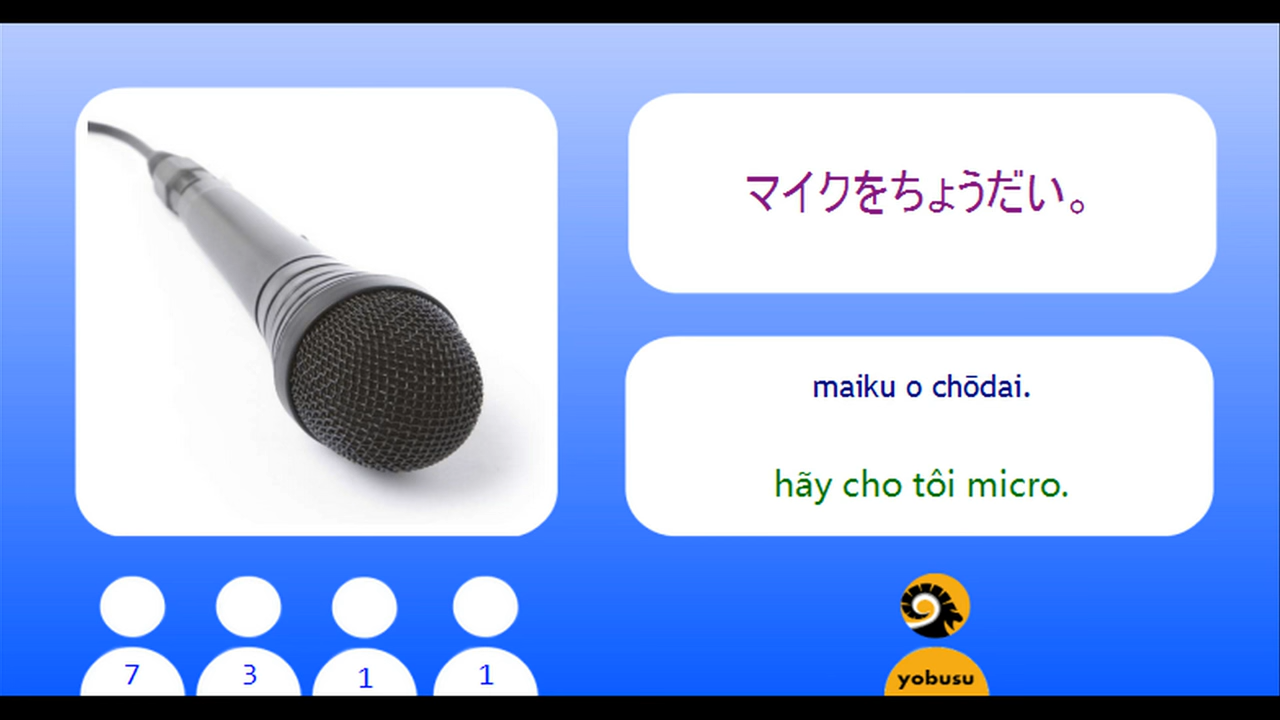 マイクをちょうだい。
maiku o chōdai.
hãy cho tôi micro.
7 3 1 1
yobusu